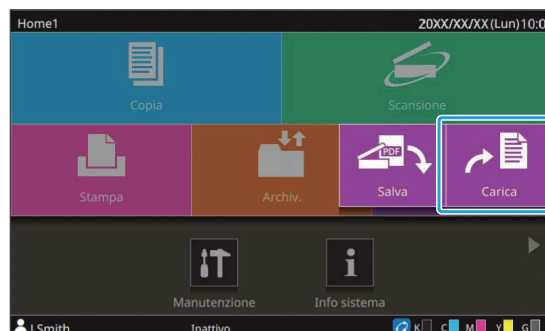 Home1 20XX/XX/XX(Lun)10:0
Copia Scansione
PDF
Stampa Archiv. Salva Carica
Manutenzione Info sistema
J.Smith Inattivo K C M Y G